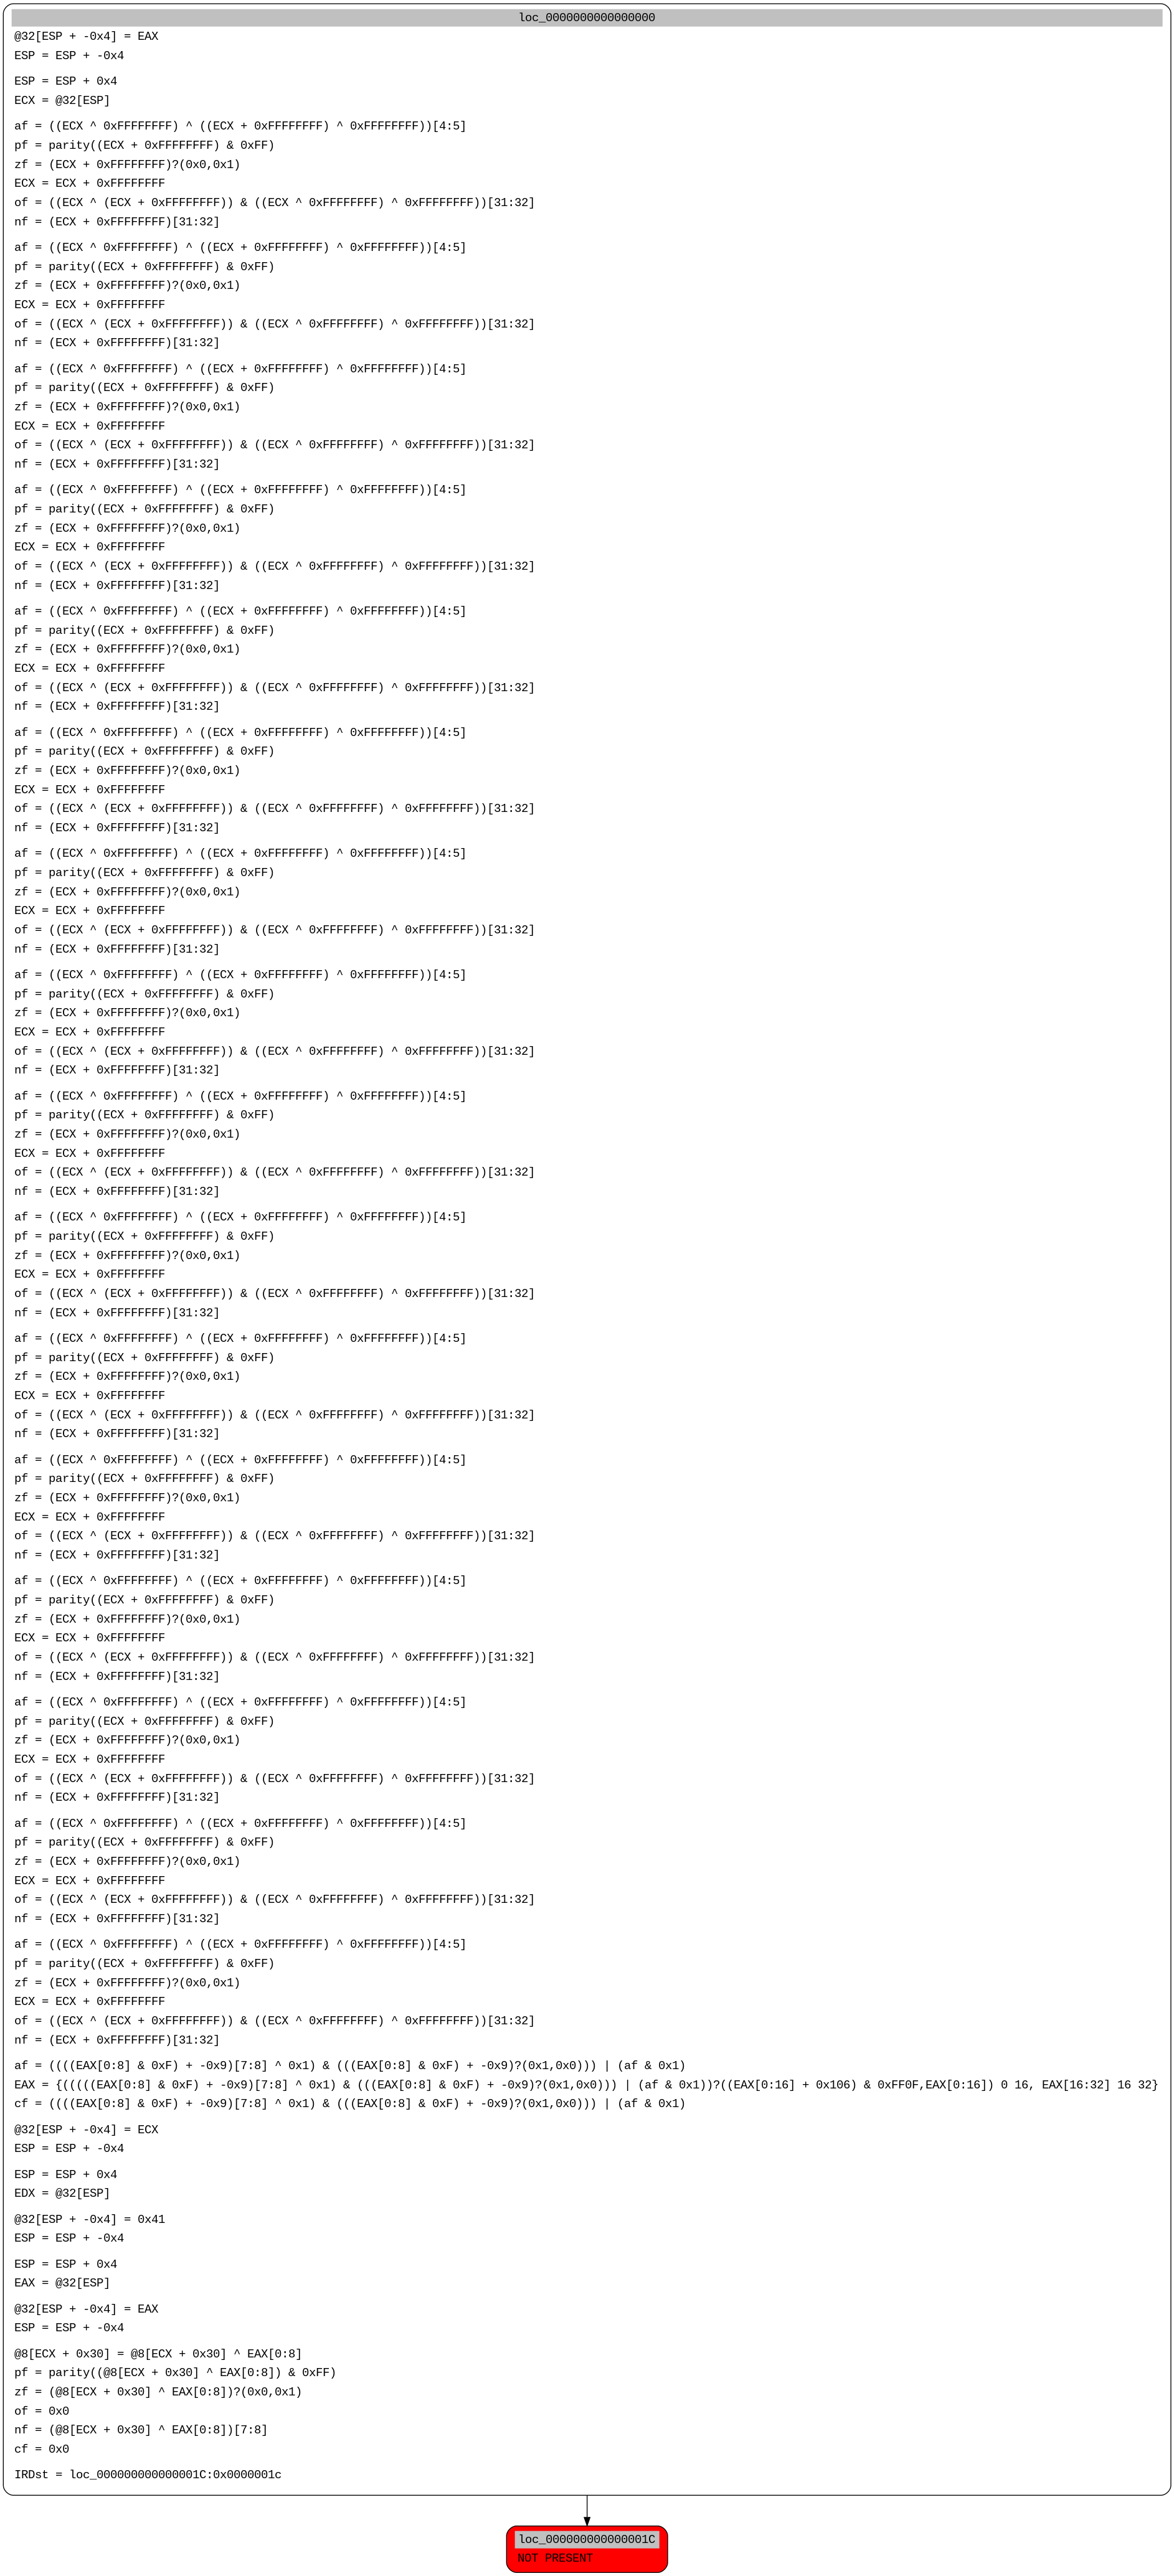 loc_0000000000000000
@32[ESP + -0x4] = EAX
ESP = ESP + -0x4
ESP = ESP + 0x4
ECX = @32[ESP]
af = ((ECX ^ 0xFFFFFFFF) ^ ((ECX + 0xFFFFFFFF) ^ 0xFFFFFFFF))[4:5]
pf = parity((ECX + 0xFFFFFFFF) & 0xFF)
zf = (ECX + 0xFFFFFFFF)?(0x0,0x1)
ECX = ECX + 0xFFFFFFFF
of = ((ECX ^ (ECX + 0xFFFFFFFF)) & ((ECX ^ 0xFFFFFFFF) ^ 0xFFFFFFFF))[31:32]
nf = (ECX + 0xFFFFFFFF)[31:32]
af = ((ECX ^ 0xFFFFFFFF) ^ ((ECX + 0xFFFFFFFF) ^ 0xFFFFFFFF))[4:5]
pf = parity((ECX + 0xFFFFFFFF) & 0xFF)
zf = (ECX + 0xFFFFFFFF)?(0x0,0x1)
ECX = ECX + 0xFFFFFFFF
of = ((ECX ^ (ECX + 0xFFFFFFFF)) & ((ECX ^ 0xFFFFFFFF) ^ 0xFFFFFFFF))[31:32]
nf = (ECX + 0xFFFFFFFF)[31:32]
af = ((ECX ^ 0xFFFFFFFF) ^ ((ECX + 0xFFFFFFFF) ^ 0xFFFFFFFF))[4:5]
pf = parity((ECX + 0xFFFFFFFF) & 0xFF)
zf = (ECX + 0xFFFFFFFF)?(0x0,0x1)
ECX = ECX + 0xFFFFFFFF
of = ((ECX ^ (ECX + 0xFFFFFFFF)) & ((ECX ^ 0xFFFFFFFF) ^ 0xFFFFFFFF))[31:32]
nf = (ECX + 0xFFFFFFFF)[31:32]
af = ((ECX ^ 0xFFFFFFFF) ^ ((ECX + 0xFFFFFFFF) ^ 0xFFFFFFFF))[4:5]
pf = parity((ECX + 0xFFFFFFFF) & 0xFF)
zf = (ECX + 0xFFFFFFFF)?(0x0,0x1)
ECX = ECX + 0xFFFFFFFF
of = ((ECX ^ (ECX + 0xFFFFFFFF)) & ((ECX ^ 0xFFFFFFFF) ^ 0xFFFFFFFF))[31:32]
nf = (ECX + 0xFFFFFFFF)[31:32]
af = ((ECX ^ 0xFFFFFFFF) ^ ((ECX + 0xFFFFFFFF) ^ 0xFFFFFFFF))[4:5]
pf = parity((ECX + 0xFFFFFFFF) & 0xFF)
zf = (ECX + 0xFFFFFFFF)?(0x0,0x1)
ECX = ECX + 0xFFFFFFFF
of = ((ECX ^ (ECX + 0xFFFFFFFF)) & ((ECX ^ 0xFFFFFFFF) ^ 0xFFFFFFFF))[31:32]
nf = (ECX + 0xFFFFFFFF)[31:32]
af = ((ECX ^ 0xFFFFFFFF) ^ ((ECX + 0xFFFFFFFF) ^ 0xFFFFFFFF))[4:5]
pf = parity((ECX + 0xFFFFFFFF) & 0xFF)
zf = (ECX + 0xFFFFFFFF)?(0x0,0x1)
ECX = ECX + 0xFFFFFFFF
of = ((ECX ^ (ECX + 0xFFFFFFFF)) & ((ECX ^ 0xFFFFFFFF) ^ 0xFFFFFFFF))[31:32]
nf = (ECX + 0xFFFFFFFF)[31:32]
af = ((ECX ^ 0xFFFFFFFF) ^ ((ECX + 0xFFFFFFFF) ^ 0xFFFFFFFF))[4:5]
pf = parity((ECX + 0xFFFFFFFF) & 0xFF)
zf = (ECX + 0xFFFFFFFF)?(0x0,0x1)
ECX = ECX + 0xFFFFFFFF
of = ((ECX ^ (ECX + 0xFFFFFFFF)) & ((ECX ^ 0xFFFFFFFF) ^ 0xFFFFFFFF))[31:32]
nf = (ECX + 0xFFFFFFFF)[31:32]
af = ((ECX ^ 0xFFFFFFFF) ^ ((ECX + 0xFFFFFFFF) ^ 0xFFFFFFFF))[4:5]
pf = parity((ECX + 0xFFFFFFFF) & 0xFF)
zf = (ECX + 0xFFFFFFFF)?(0x0,0x1)
ECX = ECX + 0xFFFFFFFF
of = ((ECX ^ (ECX + 0xFFFFFFFF)) & ((ECX ^ 0xFFFFFFFF) ^ 0xFFFFFFFF))[31:32]
nf = (ECX + 0xFFFFFFFF)[31:32]
af = ((ECX ^ 0xFFFFFFFF) ^ ((ECX + 0xFFFFFFFF) ^ 0xFFFFFFFF))[4:5]
pf = parity((ECX + 0xFFFFFFFF) & 0xFF)
zf = (ECX + 0xFFFFFFFF)?(0x0,0x1)
ECX = ECX + 0xFFFFFFFF
of = ((ECX ^ (ECX + 0xFFFFFFFF)) & ((ECX ^ 0xFFFFFFFF) ^ 0xFFFFFFFF))[31:32]
nf = (ECX + 0xFFFFFFFF)[31:32]
af = ((ECX ^ 0xFFFFFFFF) ^ ((ECX + 0xFFFFFFFF) ^ 0xFFFFFFFF))[4:5]
pf = parity((ECX + 0xFFFFFFFF) & 0xFF)
zf = (ECX + 0xFFFFFFFF)?(0x0,0x1)
ECX = ECX + 0xFFFFFFFF
of = ((ECX ^ (ECX + 0xFFFFFFFF)) & ((ECX ^ 0xFFFFFFFF) ^ 0xFFFFFFFF))[31:32]
nf = (ECX + 0xFFFFFFFF)[31:32]
af = ((ECX ^ 0xFFFFFFFF) ^ ((ECX + 0xFFFFFFFF) ^ 0xFFFFFFFF))[4:5]
pf = parity((ECX + 0xFFFFFFFF) & 0xFF)
zf = (ECX + 0xFFFFFFFF)?(0x0,0x1)
ECX = ECX + 0xFFFFFFFF
of = ((ECX ^ (ECX + 0xFFFFFFFF)) & ((ECX ^ 0xFFFFFFFF) ^ 0xFFFFFFFF))[31:32]
nf = (ECX + 0xFFFFFFFF)[31:32]
af = ((ECX ^ 0xFFFFFFFF) ^ ((ECX + 0xFFFFFFFF) ^ 0xFFFFFFFF))[4:5]
pf = parity((ECX + 0xFFFFFFFF) & 0xFF)
zf = (ECX + 0xFFFFFFFF)?(0x0,0x1)
ECX = ECX + 0xFFFFFFFF
of = ((ECX ^ (ECX + 0xFFFFFFFF)) & ((ECX ^ 0xFFFFFFFF) ^ 0xFFFFFFFF))[31:32]
nf = (ECX + 0xFFFFFFFF)[31:32]
af = ((ECX ^ 0xFFFFFFFF) ^ ((ECX + 0xFFFFFFFF) ^ 0xFFFFFFFF))[4:5]
pf = parity((ECX + 0xFFFFFFFF) & 0xFF)
zf = (ECX + 0xFFFFFFFF)?(0x0,0x1)
ECX = ECX + 0xFFFFFFFF
of = ((ECX ^ (ECX + 0xFFFFFFFF)) & ((ECX ^ 0xFFFFFFFF) ^ 0xFFFFFFFF))[31:32]
nf = (ECX + 0xFFFFFFFF)[31:32]
af = ((ECX ^ 0xFFFFFFFF) ^ ((ECX + 0xFFFFFFFF) ^ 0xFFFFFFFF))[4:5]
pf = parity((ECX + 0xFFFFFFFF) & 0xFF)
zf = (ECX + 0xFFFFFFFF)?(0x0,0x1)
ECX = ECX + 0xFFFFFFFF
of = ((ECX ^ (ECX + 0xFFFFFFFF)) & ((ECX ^ 0xFFFFFFFF) ^ 0xFFFFFFFF))[31:32]
nf = (ECX + 0xFFFFFFFF)[31:32]
af = ((ECX ^ 0xFFFFFFFF) ^ ((ECX + 0xFFFFFFFF) ^ 0xFFFFFFFF))[4:5]
pf = parity((ECX + 0xFFFFFFFF) & 0xFF)
zf = (ECX + 0xFFFFFFFF)?(0x0,0x1)
ECX = ECX + 0xFFFFFFFF
of = ((ECX ^ (ECX + 0xFFFFFFFF)) & ((ECX ^ 0xFFFFFFFF) ^ 0xFFFFFFFF))[31:32]
nf = (ECX + 0xFFFFFFFF)[31:32]
af = ((ECX ^ 0xFFFFFFFF) ^ ((ECX + 0xFFFFFFFF) ^ 0xFFFFFFFF))[4:5]
pf = parity((ECX + 0xFFFFFFFF) & 0xFF)
zf = (ECX + 0xFFFFFFFF)?(0x0,0x1)
ECX = ECX + 0xFFFFFFFF
of = ((ECX ^ (ECX + 0xFFFFFFFF)) & ((ECX ^ 0xFFFFFFFF) ^ 0xFFFFFFFF))[31:32]
nf = (ECX + 0xFFFFFFFF)[31:32]
af = ((((EAX[0:8] & 0xF) + -0x9)[7:8] ^ 0x1) & (((EAX[0:8] & 0xF) + -0x9)?(0x1,0x0))) | (af & 0x1)
EAX = {(((((EAX[0:8] & 0xF) + -0x9)[7:8] ^ 0x1) & (((EAX[0:8] & 0xF) + -0x9)?(0x1,0x0))) | (af & 0x1))?((EAX[0:16] + 0x106) & 0xFF0F,EAX[0:16]) 0 16, EAX[16:32] 16 32}
cf = ((((EAX[0:8] & 0xF) + -0x9)[7:8] ^ 0x1) & (((EAX[0:8] & 0xF) + -0x9)?(0x1,0x0))) | (af & 0x1)
@32[ESP + -0x4] = ECX
ESP = ESP + -0x4
ESP = ESP + 0x4
EDX = @32[ESP]
@32[ESP + -0x4] = 0x41
ESP = ESP + -0x4
ESP = ESP + 0x4
EAX = @32[ESP]
@32[ESP + -0x4] = EAX
ESP = ESP + -0x4
@8[ECX + 0x30] = @8[ECX + 0x30] ^ EAX[0:8]
pf = parity((@8[ECX + 0x30] ^ EAX[0:8]) & 0xFF)
zf = (@8[ECX + 0x30] ^ EAX[0:8])?(0x0,0x1)
of = 0x0
nf = (@8[ECX + 0x30] ^ EAX[0:8])[7:8]
cf = 0x0
IRDst = loc_000000000000001C:0x0000001c
loc_000000000000001C
NOT PRESENT